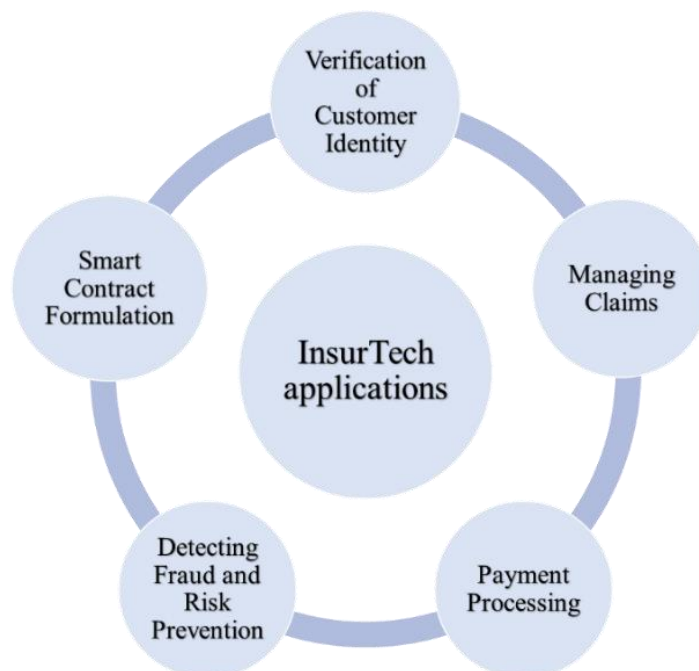 Verification
of
Customer
Identity
Smart
Contract
Formulation
Managing
Claims
InsurTech
applications
Detecting
Fraud and
Risk
Prevention
Payment
Processing